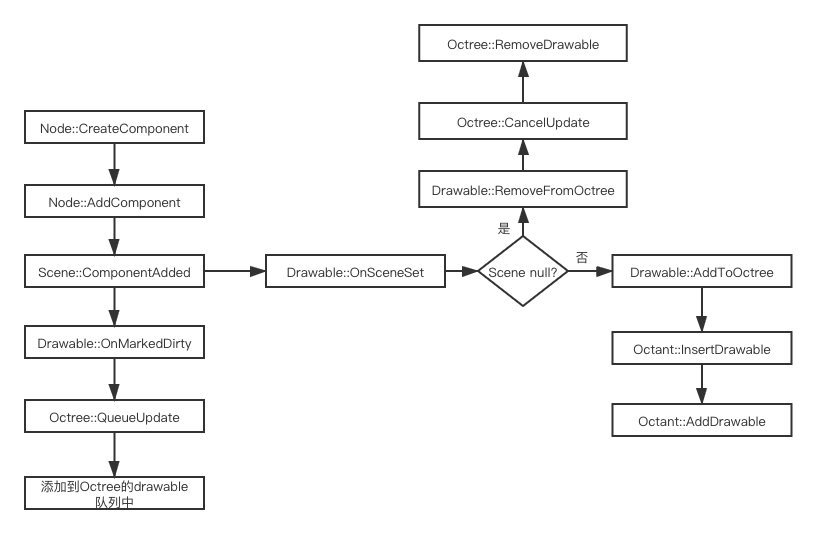 Octree::RemoveDrawable
Octree::CancelUpdate
Node::CreateComponent
Drawable::RemoveFromOctree
Node::AddComponent
是
否
Scene::ComponentAdded
Drawable::OnSceneSet
Scene null?
Drawable::AddToOctree
Drawable::OnMarkedDirty
Octant::InsertDrawable
Octree::QueueUpdate
Octant::AddDrawable
添加到Octree的drawable
队列中